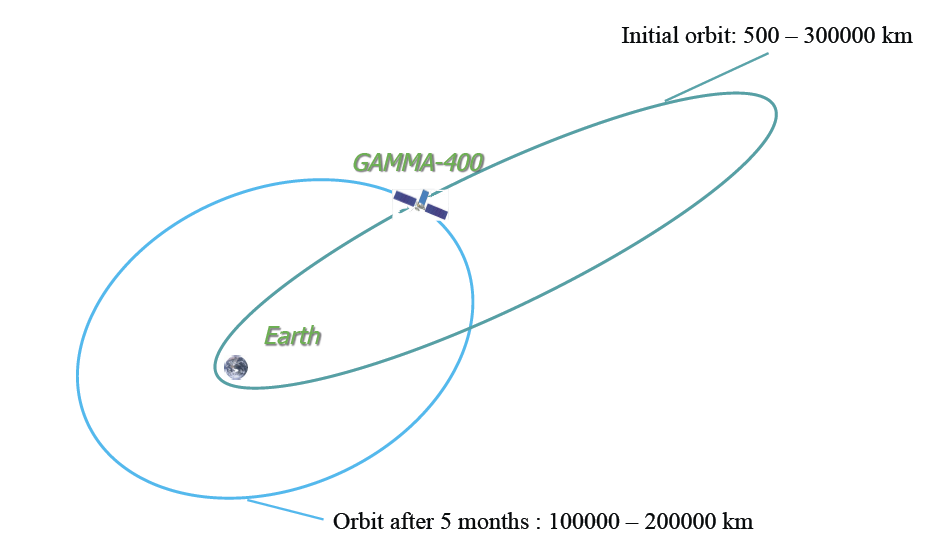 Initial orbit: 500 – 300000 km
GAMMA-400
Earth
Orbit after 5 months : 100000 – 200000 km